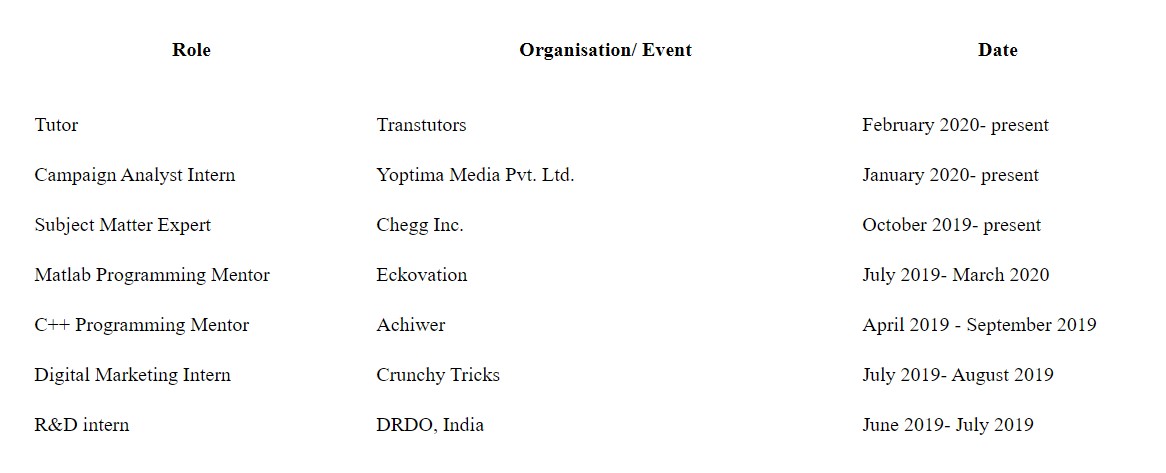 Role Organisation/ Event Date
Tutor Transtutors February 2020- present
Campaign Analyst Intern Yoptima Media Pvt. Ltd. January 2020- present
Subject Matter Expert Chegg Inc. October 2019- present
Matlab Programming Mentor Eckovation July 2019- March 2020
C++ Programming Mentor Achiwer April 2019 - September 2019
Digital Marketing Intern Crunchy Tricks July 2019- August 2019
R&D intern DRDO, India June 2019- July 2019